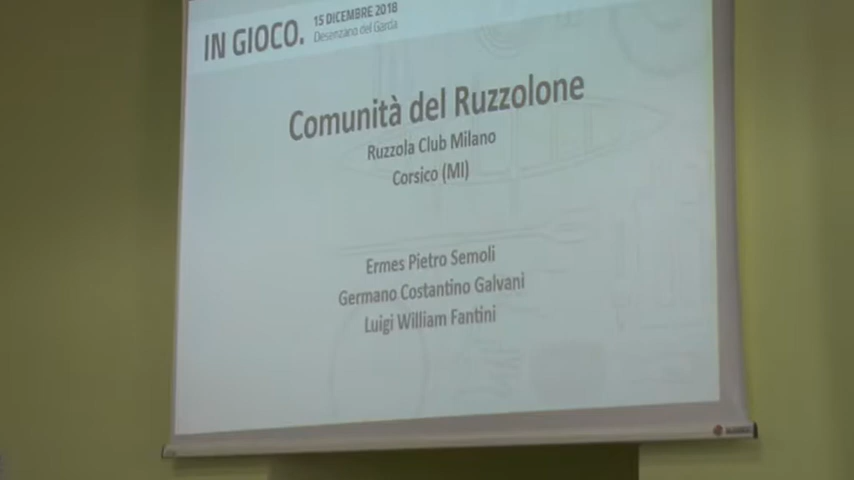 IN GIOCO.
15 DICEMBRE 2018
Desenzano del Garda
Comunità del Ruzzolone
Ruzzola Club Milano
Corsico (MI)
Ermes Pietro Semoli
Germano Costantino Galvani
Luigi William Fantini